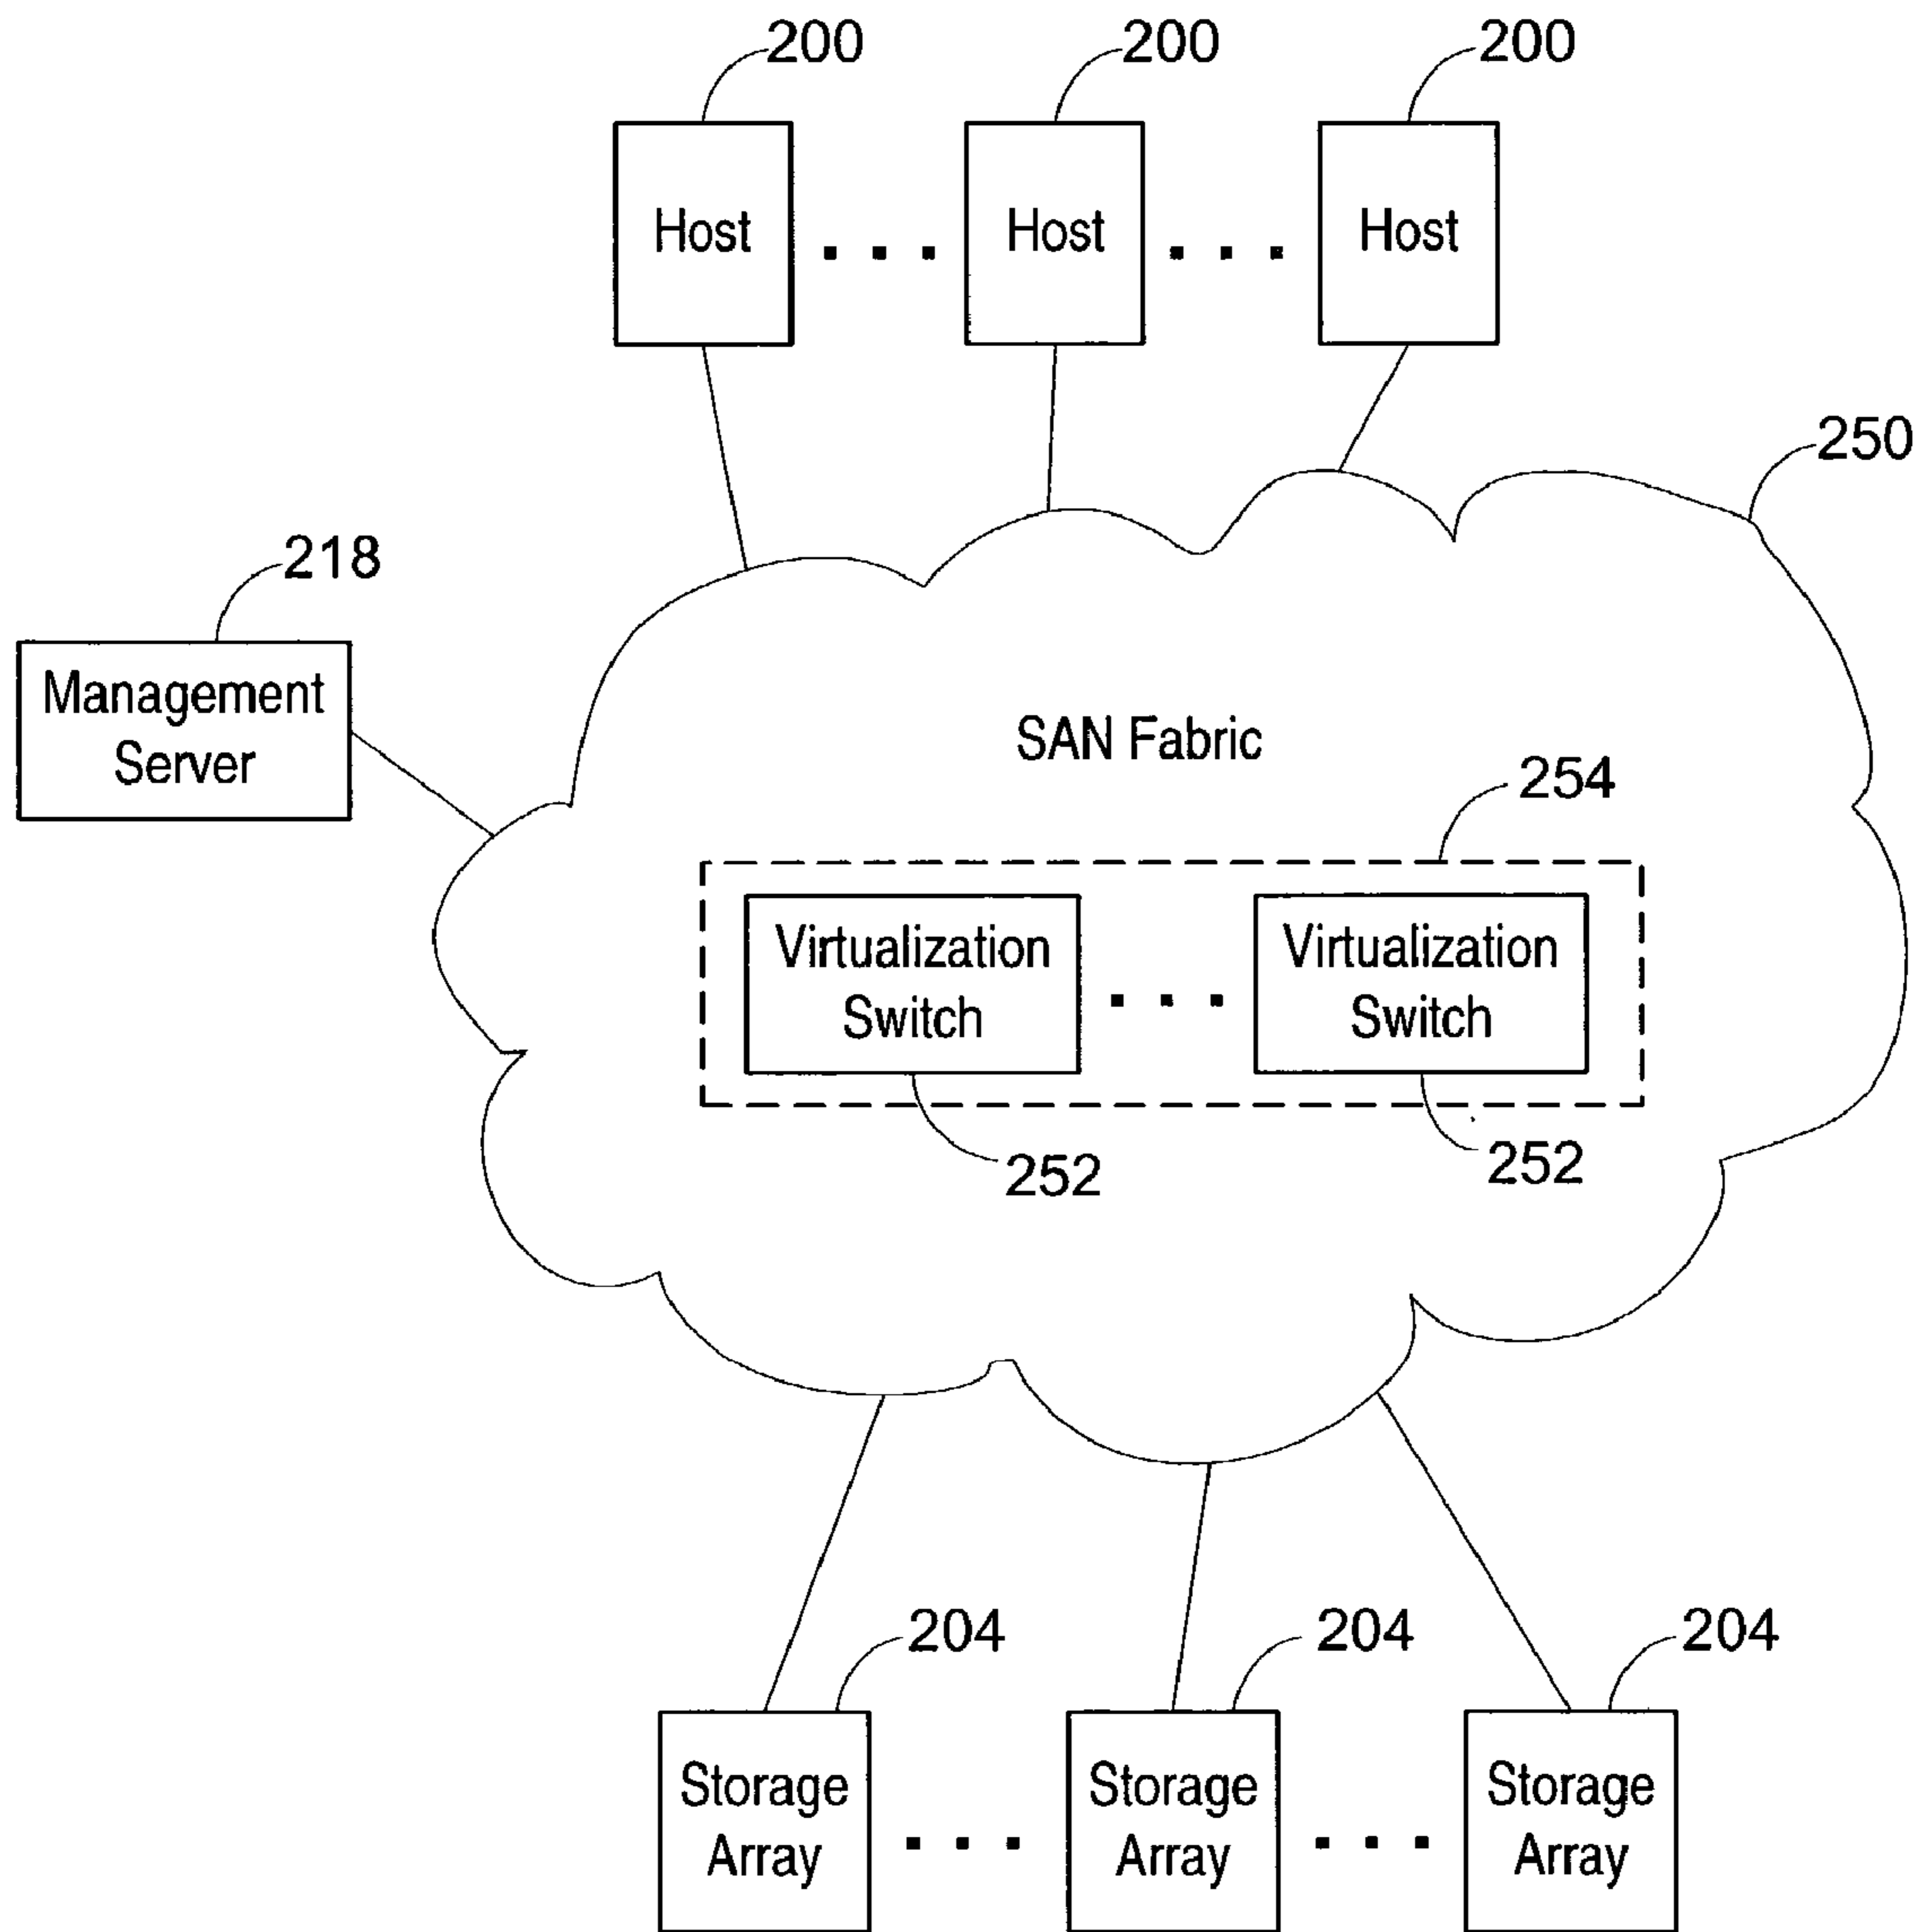 200 200 200
Host Host Host
250
218
Management
Server
SAN Fabric
254
Virtualization Virtualization
Switch Switch
252 252
204 204 204
Storage Storage Storage
Array Array Array